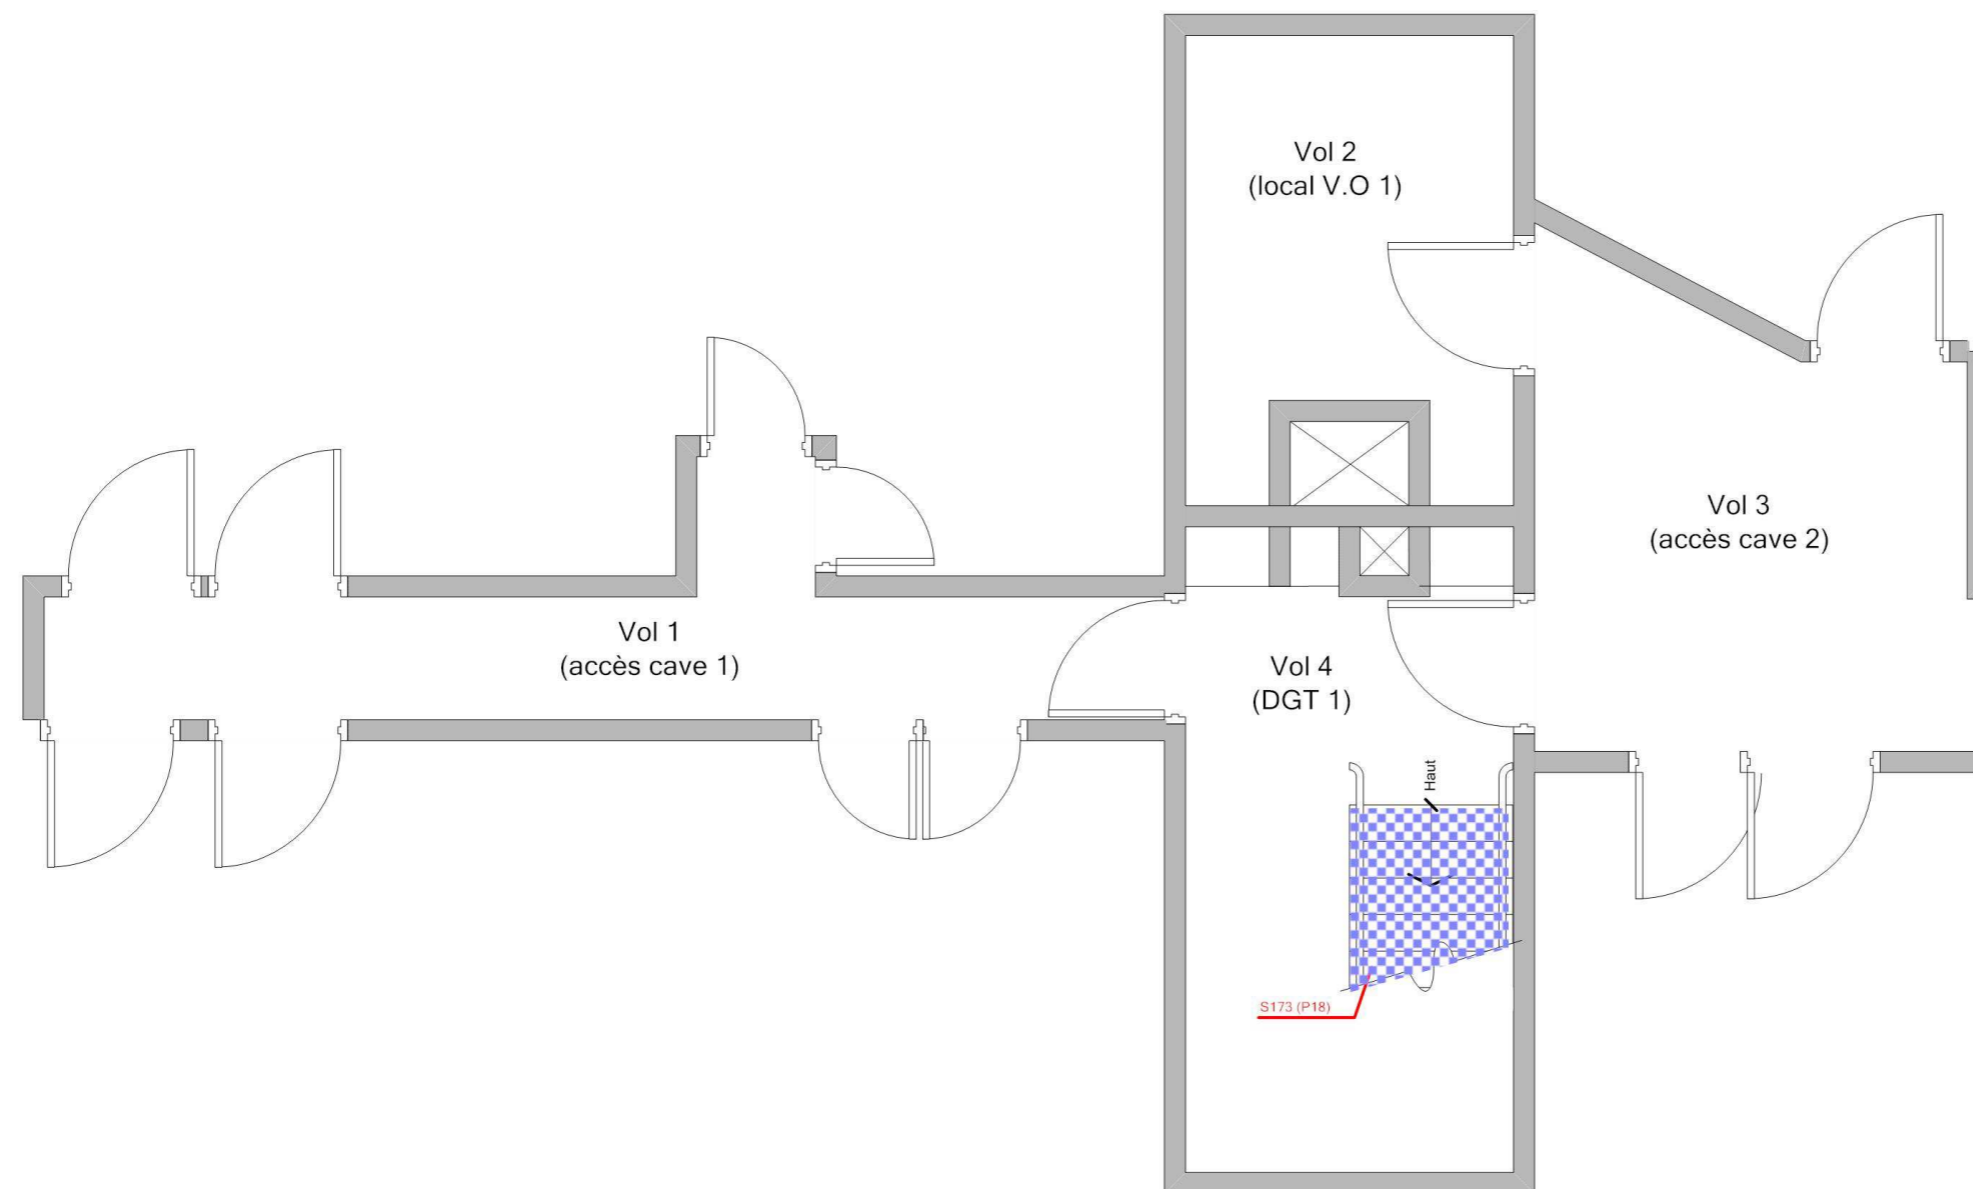 Vol 2
(local V.O 1)
Vol 3
(accès cave 2)
Vol 1
(accès cave 1)
Vol 4
(DGT 1)
Haut
S173 (P18)